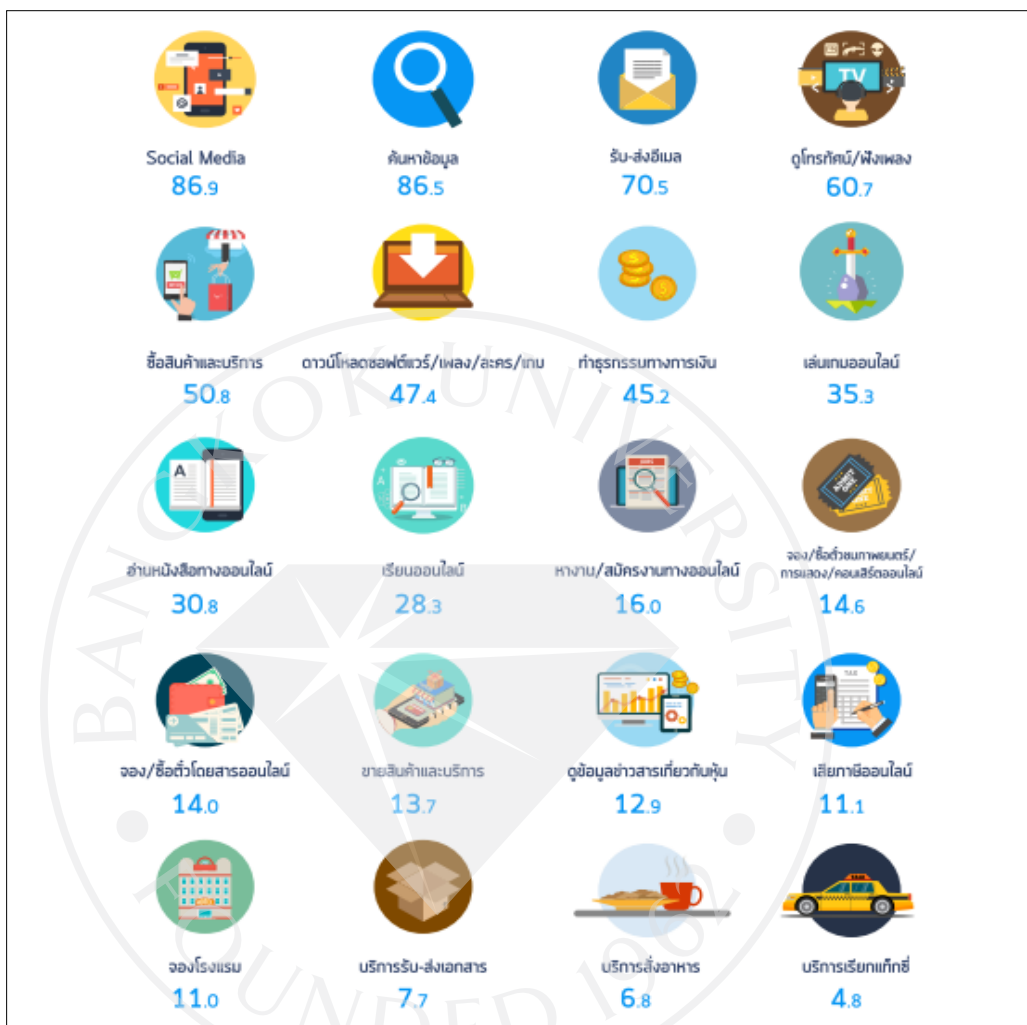 Social Media
ค้นหาข้อมูล
รับ-ส่งอีเมล
ดูโทรทัศน์/ฟังเพลง
86.9
86.5
70.5
60.7
ซื้อสินค้าและบริการ
ดาวน์โหลดซอฟต์แวร์/เพลง/ละคร/เกม
ทำธุรกรรมทางการเงิน
เล่นเกมออนไลน์
50.8
47.4
45.2
35.3
อ่านหนังสือทางออนไลน์
เรียนออนไลน์
หางาน/สมัครงานทางออนไลน์
จอง/ซื้อตั๋วชมภาพยนตร์/
การแสดง/คอนเสิร์ตออนไลน์
30.8
28.3
16.0
14.6
จอง/ซื้อตั๋วโดยสารออนไลน์
ขายสินค้าและบริการ
ดูข้อมูลข่าวสารเกี่ยวกับหุ้น
เสียภาษีออนไลน์
14.0
13.7
12.9
11.1
จองโรงแรม
บริการรับ-ส่งเอกสาร
บริการสั่งอาหาร
บริการเรียกแท็กซี่
11.0
7.7
6.8
4.8
TV
A
ADMIT
ONE
TAX
BANGKOK UNIVERSITY
FOUNDED 1962